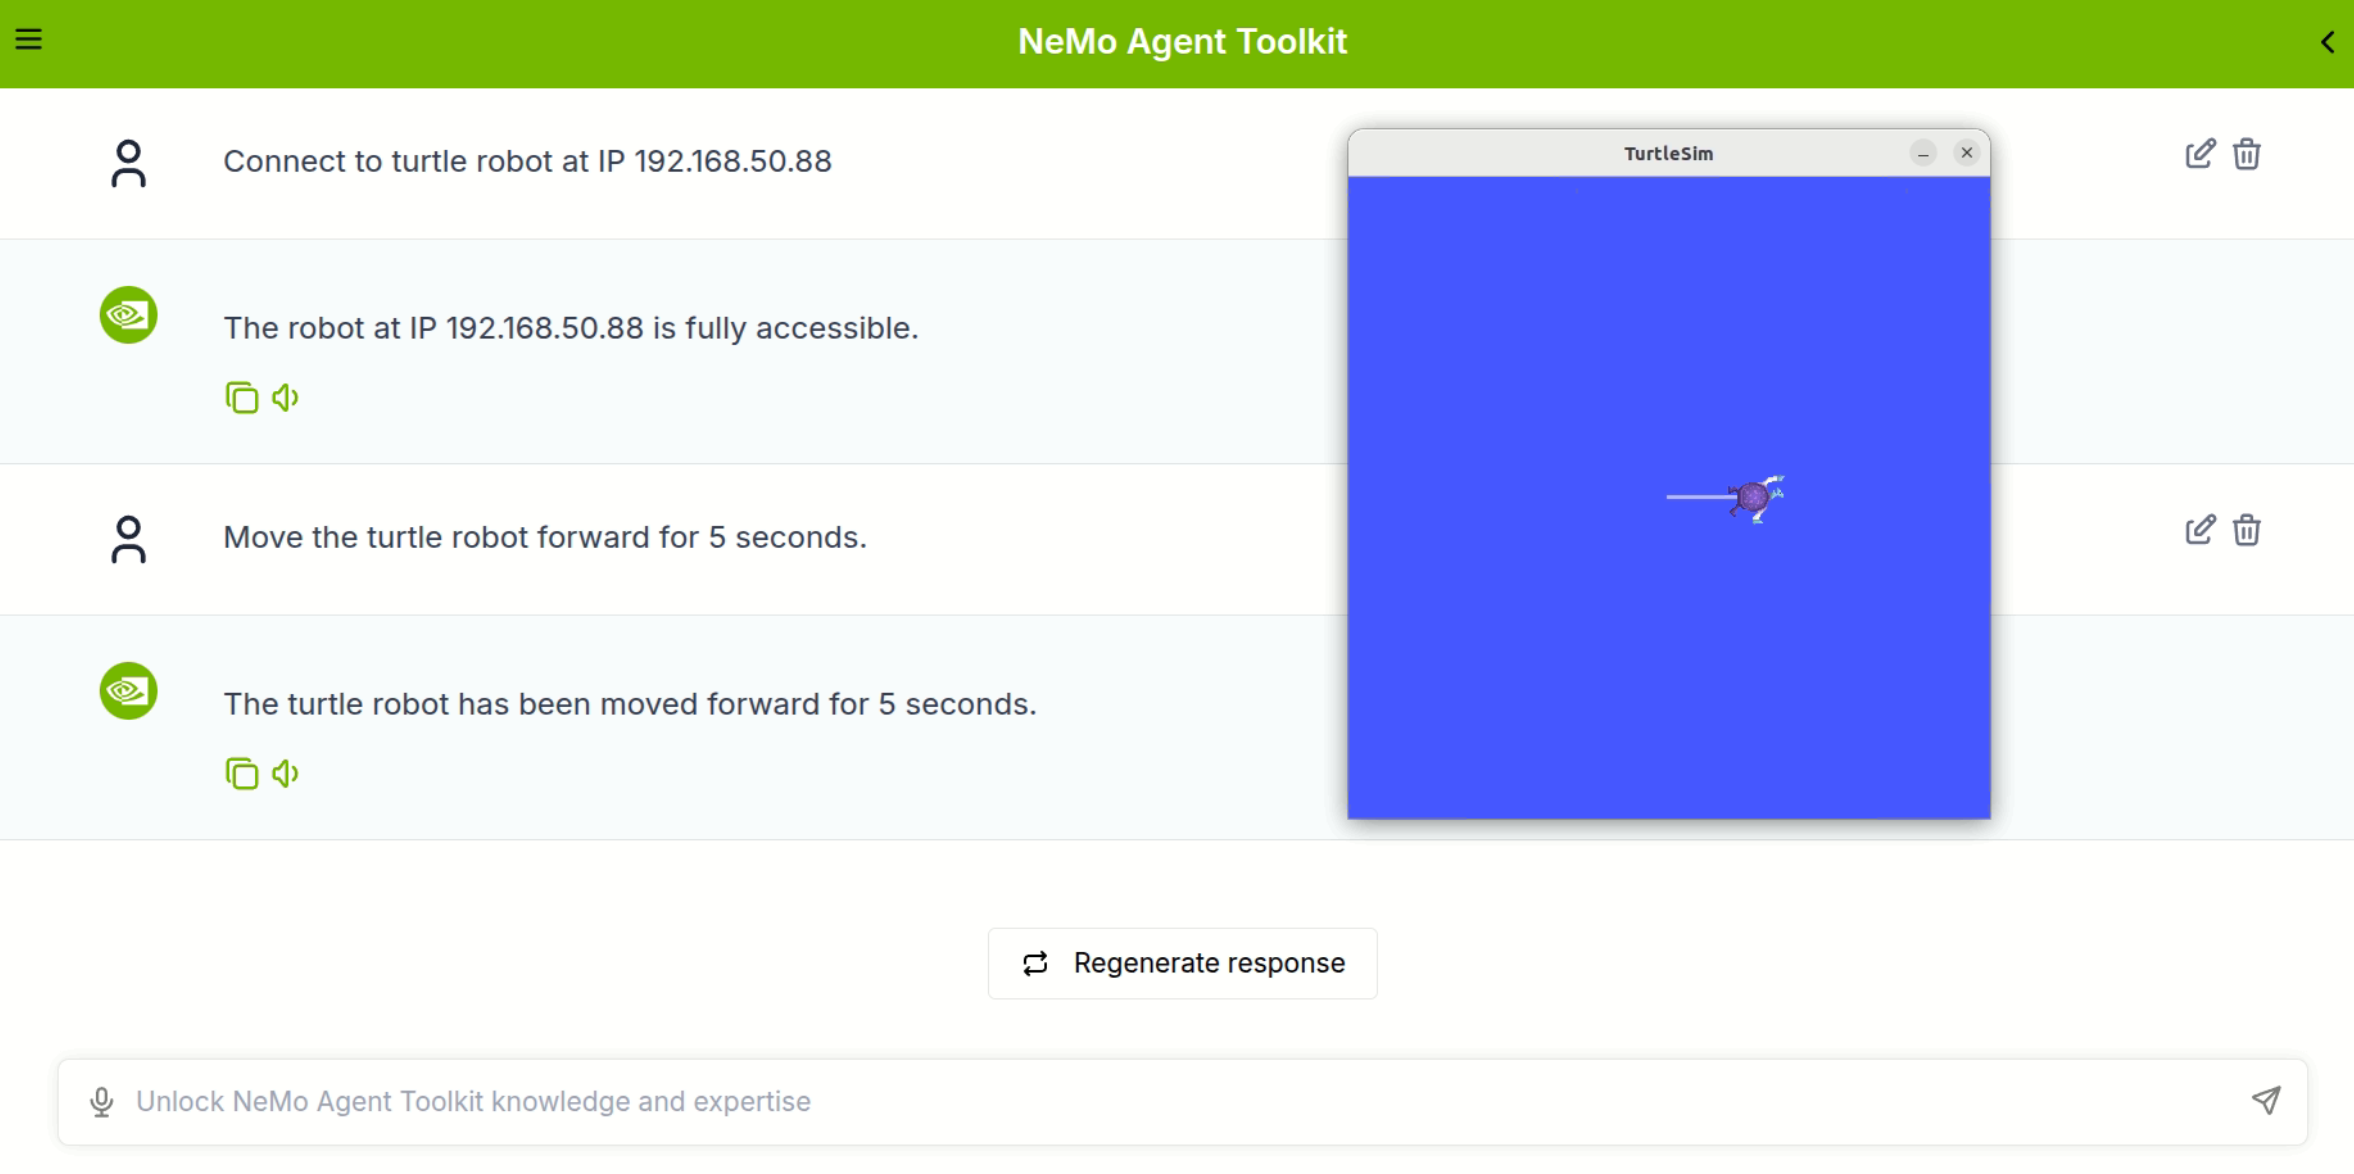 NeMo Agent Toolkit
Connect to turtle robot at IP 192.168.50.88
The robot at IP 192.168.50.88 is fully accessible.
Move the turtle robot forward for 5 seconds.
The turtle robot has been moved forward for 5 seconds.
TurtleSim
Regenerate response
Unlock NeMo Agent Toolkit knowledge and expertise